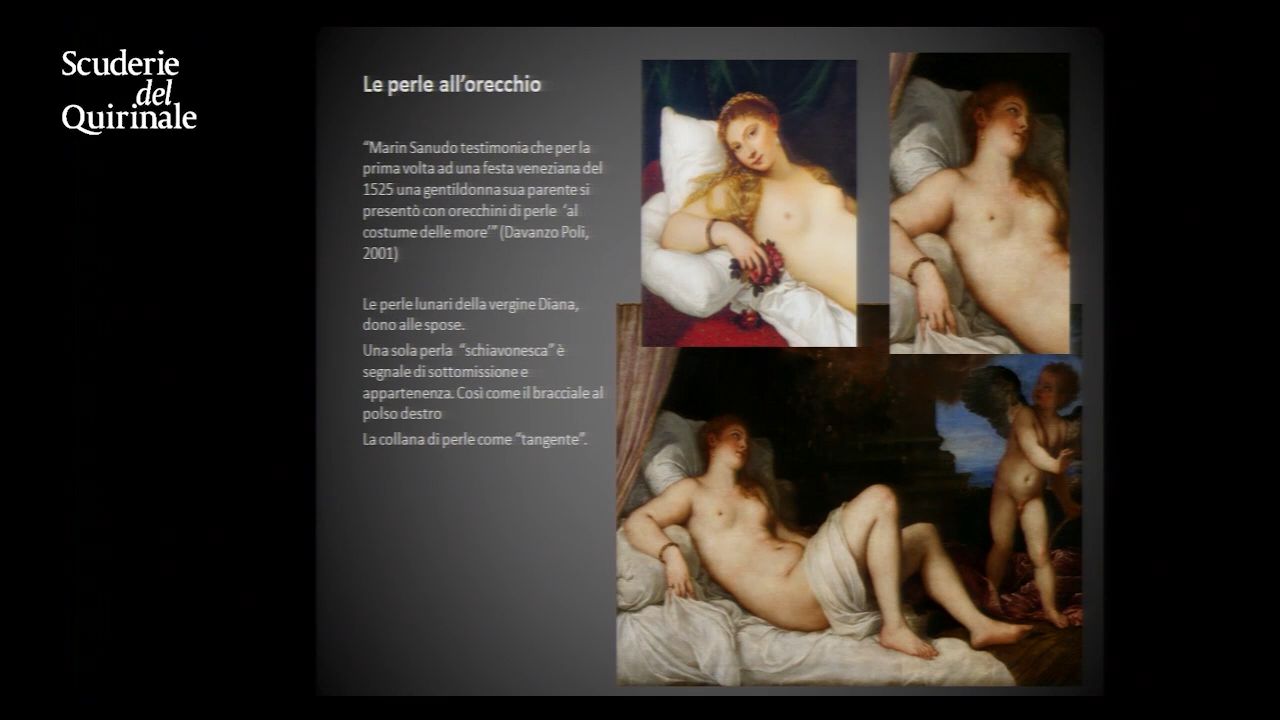 Scuderie
del
Quirinale
Le perle all'orecchio
“Marin Sanudo testimonia che per la
prima volta ad una festa veneziana del
1525 una gentildonna sua parente si
presentò con orecchini di perle ‘al
costume delle more’” (Davanzo Poli,
2001)
Le perle lunari della vergine Diana,
dono alle spose.
Una sola perla “schiavonesca” è
segnale di sottomissione e
appartenenza. Così come il bracciale al
polso destro
La collana di perle come “tangente”.